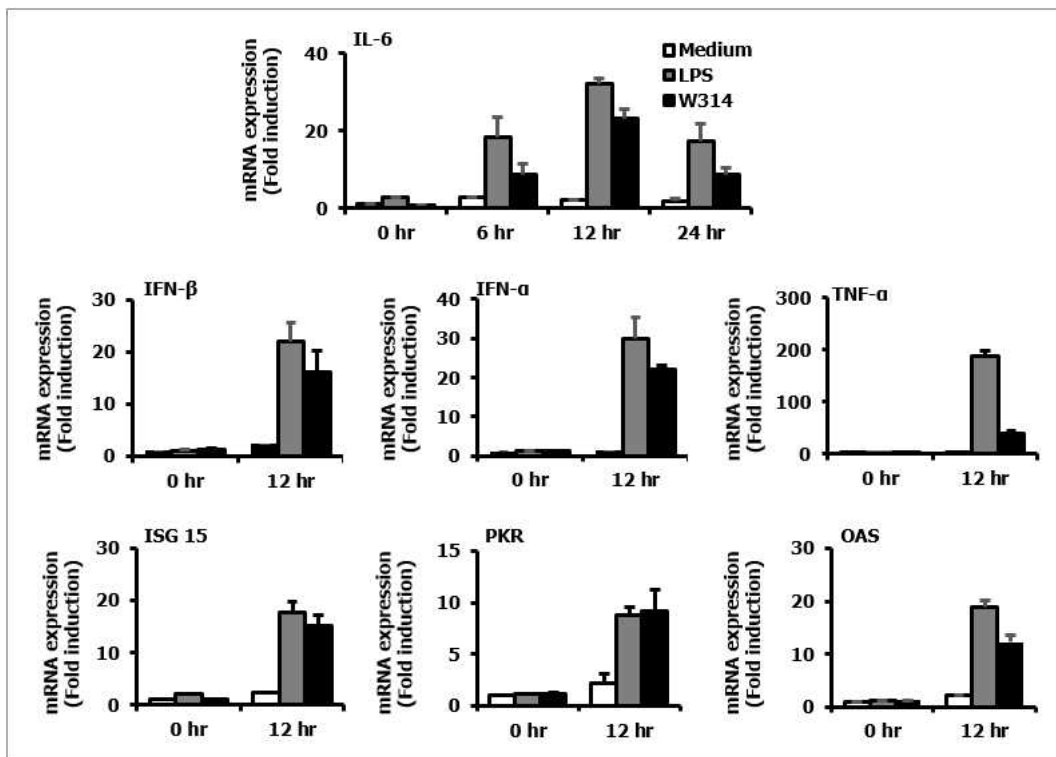 IL-6
mRNA expression
(Fold induction)
40
20
0
Medium
LPS
W314
0 hr 6 hr 12 hr 24 hr
IFN-β
mRNA expression
(Fold induction)
30
20
10
0
0 hr 12 hr
IFN-α
mRNA expression
(Fold induction)
40
30
20
10
0
0 hr 12 hr
TNF-α
mRNA expression
(Fold induction)
300
200
100
0
0 hr 12 hr
ISG 15
mRNA expression
(Fold induction)
30
20
10
0
0 hr 12 hr
PKR
mRNA expression
(Fold induction)
15
10
5
0
0 hr 12 hr
OAS
mRNA expression
(Fold induction)
30
20
10
0
0 hr 12 hr